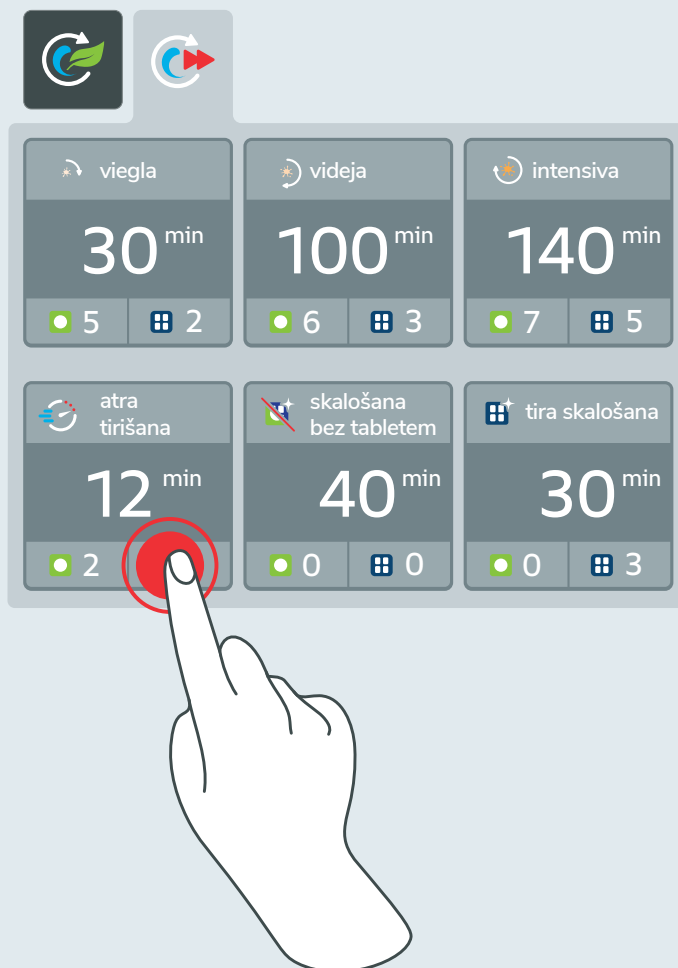 viegla
30 min
5 2
videja
100 min
6 3
intensiva
140 min
7 5
atra
tirišana
12 min
2
skalošana
bez tabletem
40 min
0 0
tira skalošana
30 min
0 3